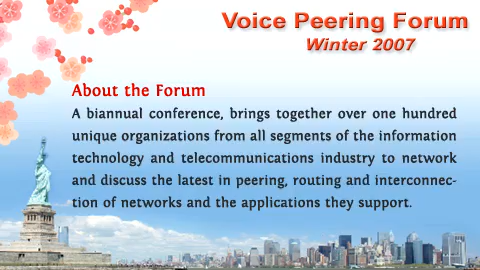 Voice Peering Forum
Winter 2007
About the Forum
A biannual conference, brings together over one hundred
unique organizations from all segments of the information
technology and telecommunications industry to network
and discuss the latest in peering, routing and interconnec-
tion of networks and the applications they support.